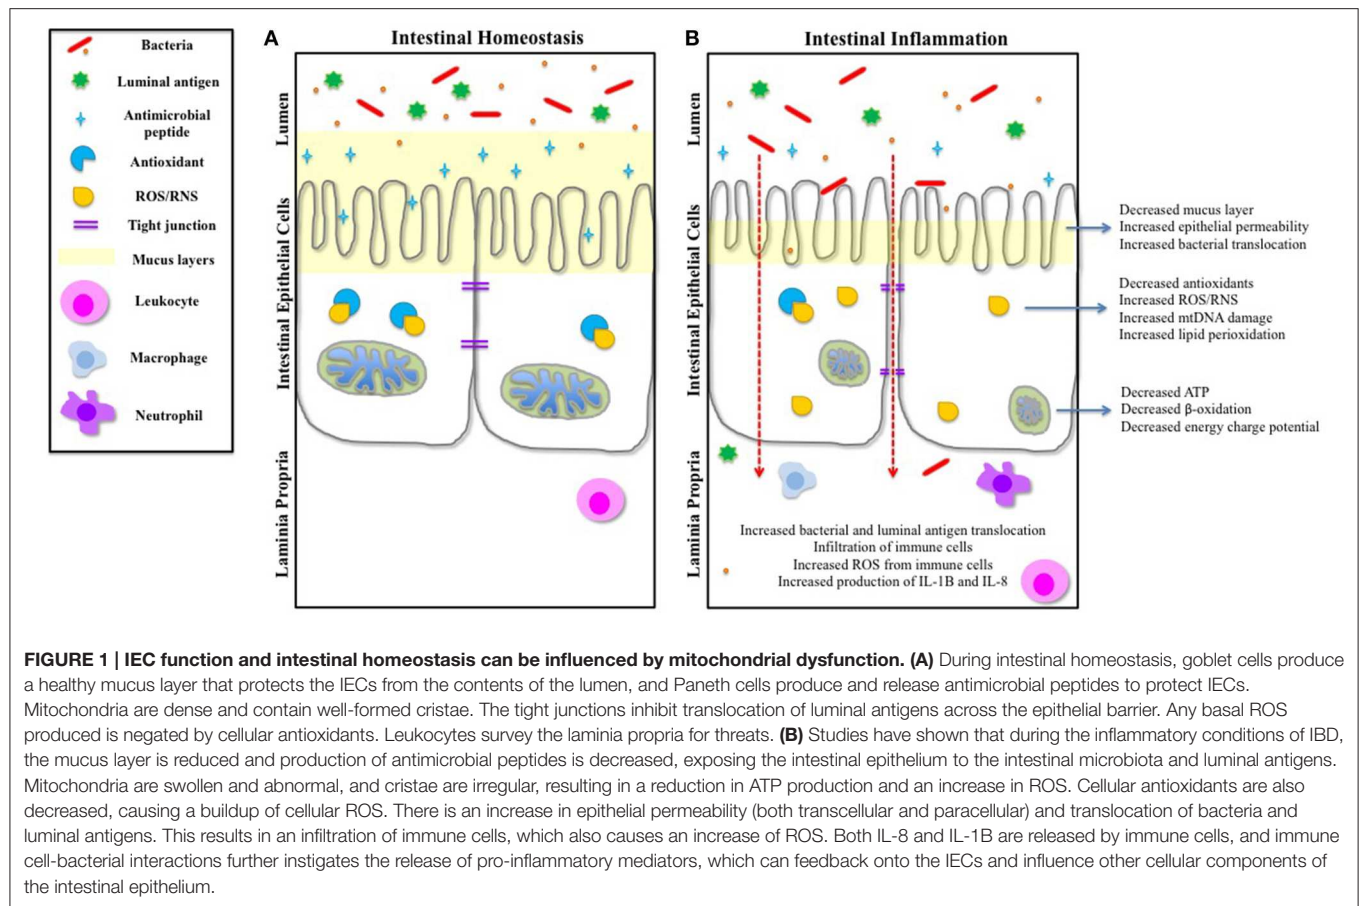 Bacteria
Luminal antigen
Antimicrobial
peptide
Antioxidant
ROS/RNS
Tight junction
Mucus layers
Leukocyte
Macrophage
Neutrophil
A
Intestinal Homeostasis
Lumen
Intestinal Epithelial Cells
Laminia Propria
B
Intestinal Inflammation
Lumen
Intestinal Epithelial Cells
Laminia Propria
Decreased mucus layer
Increased epithelial permeability
Increased bacterial translocation
Decreased antioxidants
Increased ROS/RNS
Increased mtDNA damage
Increased lipid perioxidation
Decreased ATP
Decreased β-oxidation
Decreased energy charge potential
Increased bacterial and luminal antigen translocation
Infiltration of immune cells
Increased ROS from immune cells
Increased production of IL-1B and IL-8
FIGURE 1 | IEC function and intestinal homeostasis can be influenced by mitochondrial dysfunction. (A) During intestinal homeostasis, goblet cells produce
a healthy mucus layer that protects the IECs from the contents of the lumen, and Paneth cells produce and release antimicrobial peptides to protect IECs.
Mitochondria are dense and contain well-formed cristae. The tight junctions inhibit translocation of luminal antigens across the epithelial barrier. Any basal ROS
produced is negated by cellular antioxidants. Leukocytes survey the laminia propria for threats. (B) Studies have shown that during the inflammatory conditions of IBD,
the mucus layer is reduced and production of antimicrobial peptides is decreased, exposing the intestinal epithelium to the intestinal microbiota and luminal antigens.
Mitochondria are swollen and abnormal, and cristae are irregular, resulting in a reduction in ATP production and an increase in ROS. Cellular antioxidants are also
decreased, causing a buildup of cellular ROS. There is an increase in epithelial permeability (both transcellular and paracellular) and translocation of bacteria and
luminal antigens. This results in an infiltration of immune cells, which also causes an increase of ROS. Both IL-8 and IL-1B are released by immune cells, and immune
cell-bacterial interactions further instigates the release of pro-inflammatory mediators, which can feedback onto the IECs and influence other cellular components of
the intestinal epithelium.